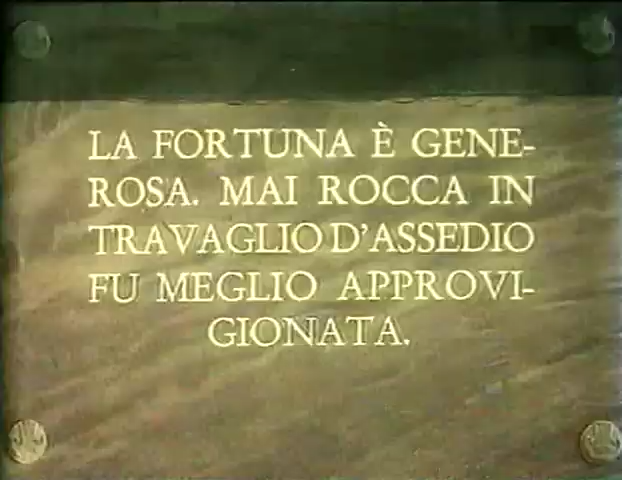 LA FORTUNA È GENE-
ROSA. MAI ROCCA IN
TRAVAGLIO D'ASSEDIO
FU MEGLIO APPROVI-
GIONATA.